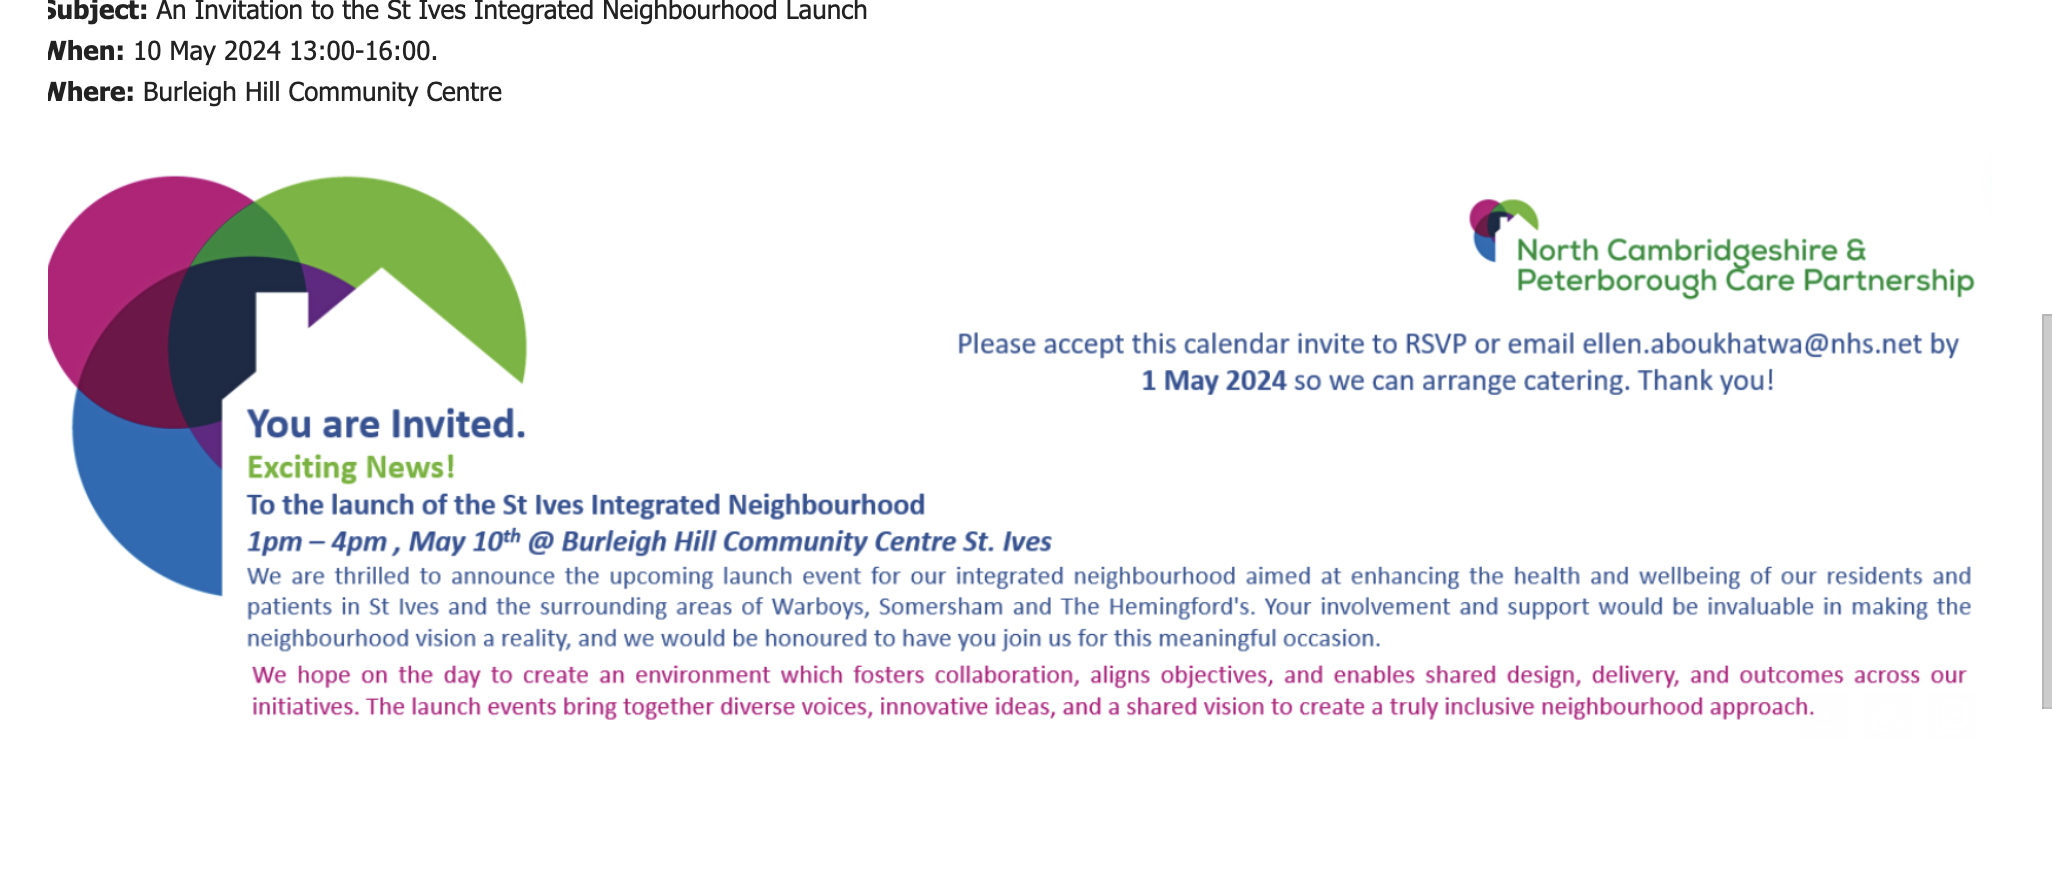 Subject: An Invitation to the St Ives Integrated Neighbourhood Launch
When: 10 May 2024 13:00-16:00.
Where: Burleigh Hill Community Centre
North Cambridgeshire &
Peterborough Care Partnership
Please accept this calendar invite to RSVP or email ellen.aboukhatwa@nhs.net by
1 May 2024 so we can arrange catering. Thank you!
You are Invited.
Exciting News!
To the launch of the St Ives Integrated Neighbourhood
1pm – 4pm , May 10th @ Burleigh Hill Community Centre St. Ives
We are thrilled to announce the upcoming launch event for our integrated neighbourhood aimed at enhancing the health and wellbeing of our residents and
patients in St Ives and the surrounding areas of Warboys, Somersham and The Hemingford's. Your involvement and support would be invaluable in making the
neighbourhood vision a reality, and we would be honoured to have you join us for this meaningful occasion.
We hope on the day to create an environment which fosters collaboration, aligns objectives, and enables shared design, delivery, and outcomes across our
initiatives. The launch events bring together diverse voices, innovative ideas, and a shared vision to create a truly inclusive neighbourhood approach.